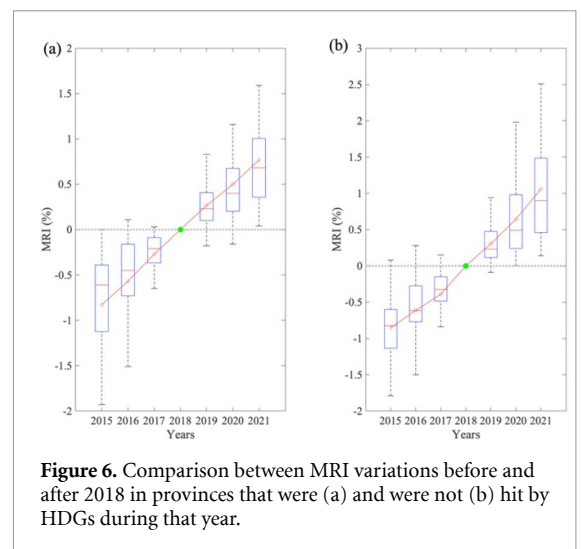 (a)
2
1.5
1
0.5
0
-0.5
-1
-1.5
-2
MRI (%)
2015 2016 2017 2018 2019 2020 2021
Years
(b)
3
2.5
2
1.5
1
0.5
0
-0.5
-1
-1.5
-2
MRI (%)
2015 2016 2017 2018 2019 2020 2021
Years
Figure 6. Comparison between MRI variations before and
after 2018 in provinces that were (a) and were not (b) hit by
HDGs during that year.